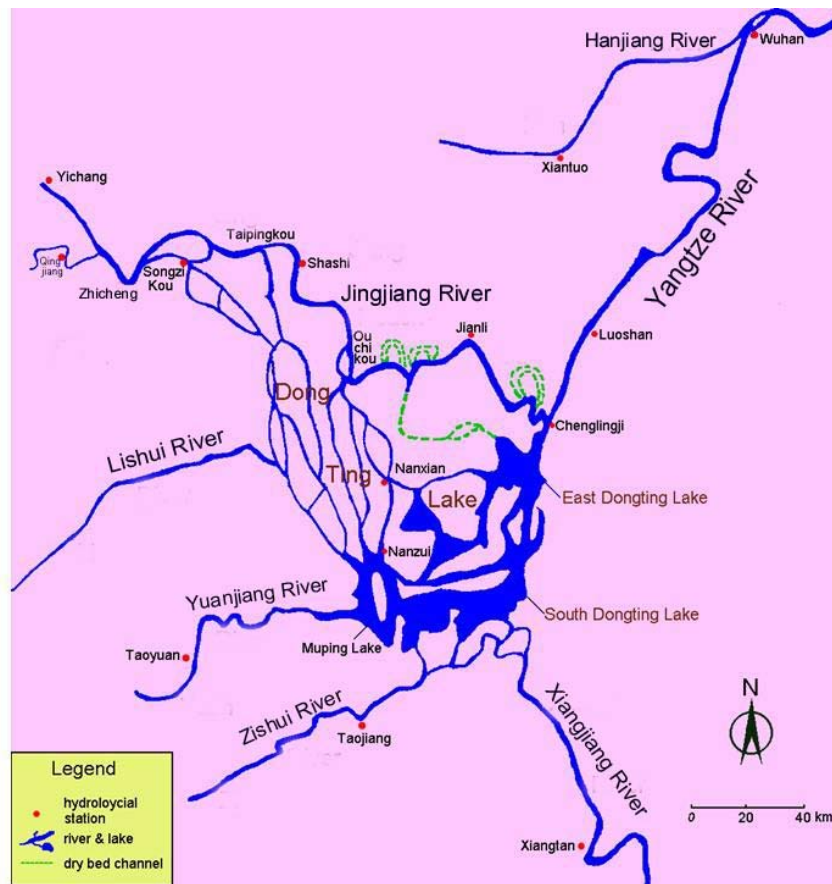 Hanjiang River
Wuhan
Xiantuo
Yichang
Yangtze River
Taipingkou
Qing
jiang
Songzi
Kou
Shashi
Zhicheng
Jingjiang River
Jianli
Luoshan
Ou
chi
kou
Dong
Chenglingji
Lishui River
Ting
Nanxian
Lake
East Dongting Lake
Nanzui
Yuanjiang River
South Dongting Lake
Muping Lake
Taoyuan
Zishui River
Taojiang
Xiangjiang River
N
Xiangtan
0 20 40 km
Legend
hydroloycial
station
river & lake
dry bed channel